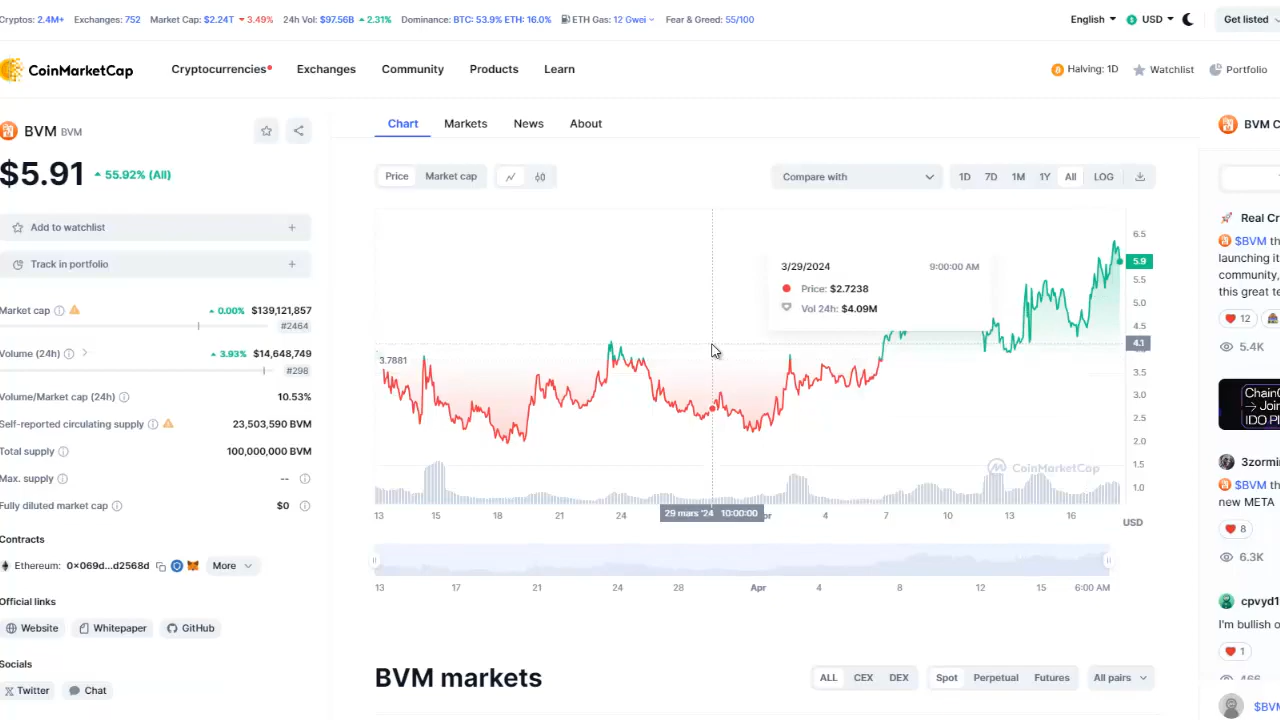 Cryptos: 2.4M+ Exchanges: 752 Market Cap: $2.24T 3.49% 24h Vol: $97.56B 2.31% Dominance: BTC: 53.9% ETH: 16.0% ETH Gas: 12 Gwei Fear & Greed: 55/100 English USD Get listed
CoinMarketCap Cryptocurrencies Exchanges Community Products Learn Halving: 1D Watchlist Portfolio
BVM BVM
$5.91 55.92% (All)
Add to watchlist +
Track in portfolio +
Market cap 0.00% $139,121,857
#2464
Volume (24h) 3.93% $14,648,749
#298
Volume/Market cap (24h) 10.53%
Self-reported circulating supply 23,503,590 BVM
Total supply 100,000,000 BVM
Max. supply --
Fully diluted market cap $0
Contracts
Ethereum: 0x069d...d2568d More
Official links
Website Whitepaper GitHub
Socials
Twitter Chat
Chart Markets News About
Price Market cap Compare with 1D 7D 1M 1Y All LOG
3/29/2024 9:00:00 AM
Price: $2.7238
Vol 24h: $4.09M
3.7881
6.5
5.9
5.5
5.0
4.5
4.1
3.5
3.0
2.5
2.0
1.5
1.0
CoinMarketCap
13 15 17 19 21 24 29 mars '24 10:00:00 pr 4 7 10 13 16 USD
13 17 21 24 28 Apr 4 8 12 15 6:00 AM
BVM markets ALL CEX DEX Spot Perpetual Futures All pairs
BVM C
Real Cr
$BVM th
launching it
community,
this great te
12
5.4K
ChainG
→ Join
IDO Pl
3zormin
$BVM th
new META
8
6.3K
cpvyd1
I'm bullish o
1
466
$BVM